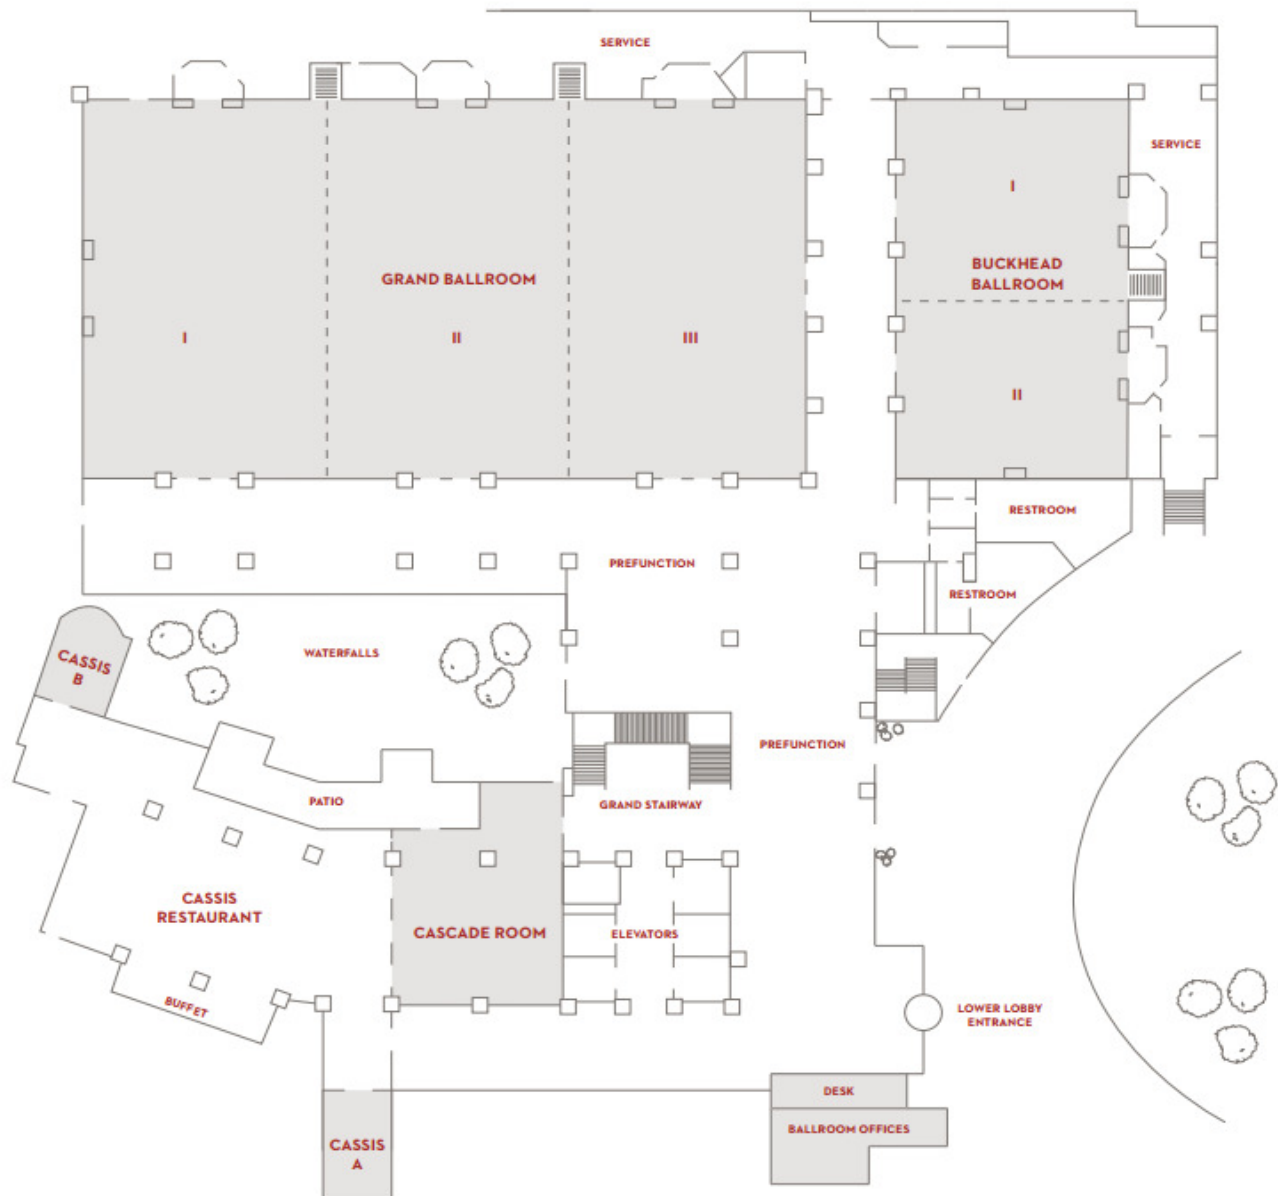 SERVICE
SERVICE
I
GRAND BALLROOM
BUCKHEAD
BALLROOM
I
II
III
II
RESTROOM
PREFUNCTION
RESTROOM
WATERFALLS
CASSIS
B
PREFUNCTION
PATIO
GRAND STAIRWAY
CASSIS
RESTAURANT
CASCADE ROOM
ELEVATORS
BUFFET
LOWER LOBBY
ENTRANCE
DESK
BALLROOM OFFICES
CASSIS
A